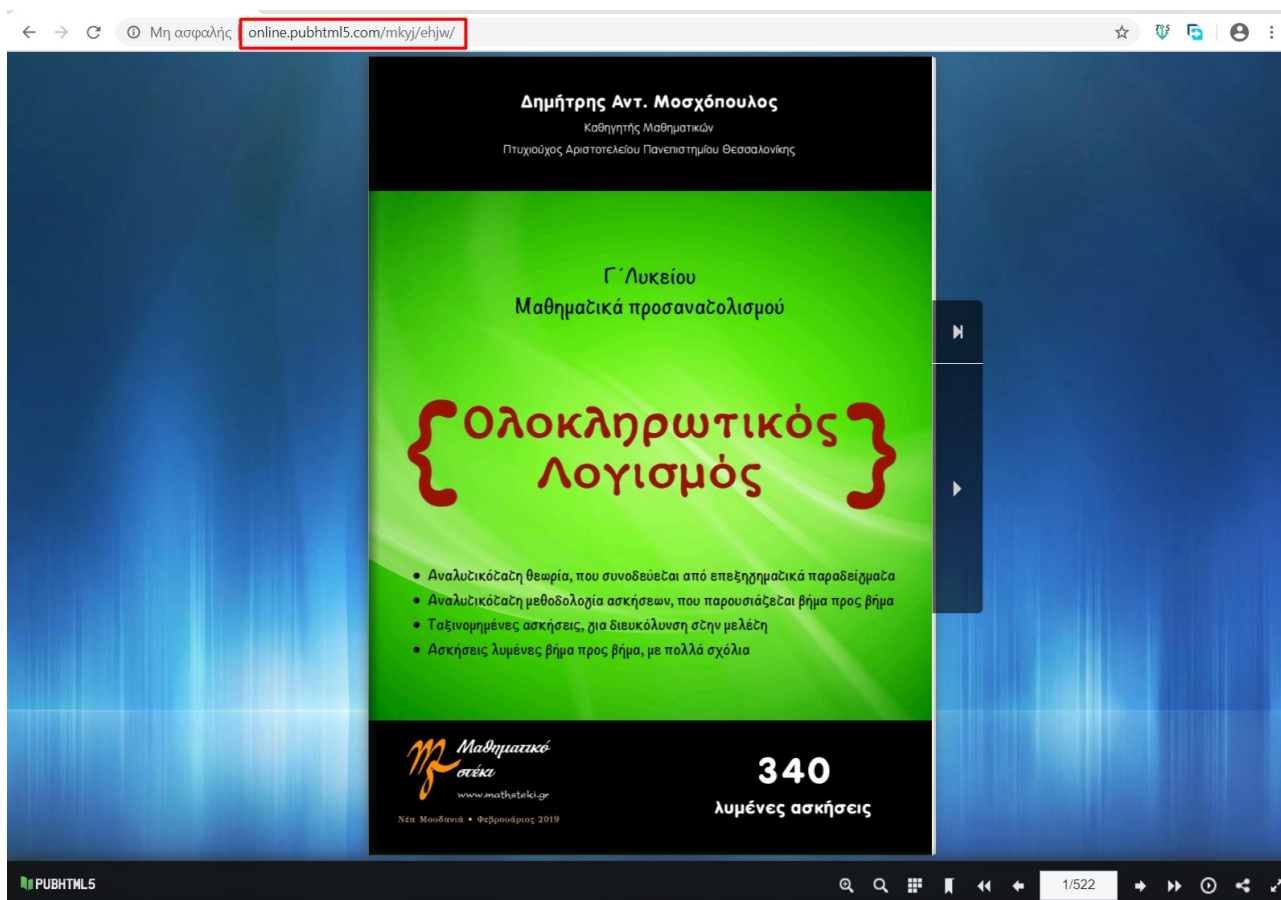 Μη ασφαλής
online.pubhtml5.com/mkyj/ehjw/
Δημήτρης Αντ. Μοσχόπουλος
Καθηγητής Μαθηματικών
Πτυχιούχος Αριστοτελείου Πανεπιστημίου Θεσσαλονίκης
Γ΄Λυκείου
Μαθηματικά προσανατολισμού
{Ολοκληρωτικός
Λογισμός}
• Αναλυτικότατη θεωρία, που συνοδεύεται από επεξηγηματικά παραδείγματα
• Αναλυτικότατη μεθοδολογία ασκήσεων, που παρουσιάζεται βήμα προς βήμα
• Ταξινομημένες ασκήσεις, για διευκόλυνση στην μελέτη
• Ασκήσεις λυμένες βήμα προς βήμα, με πολλά σχόλια
Μαθηματικό
στέκι
www.mathsteki.gr
Νέα Μουδανιά • Φεβρουάριος 2019
340
λυμένες ασκήσεις
PUBHTML5
1/522